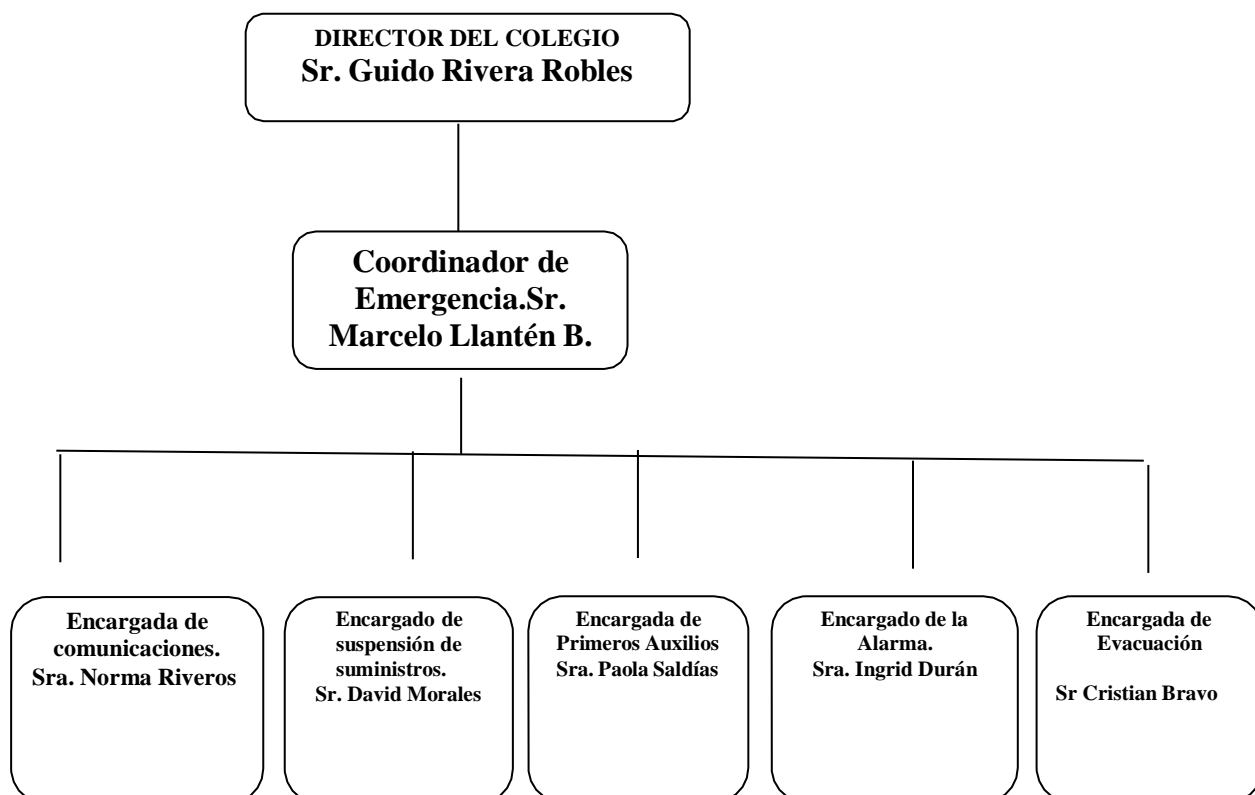 DIRECTOR DEL COLEGIO
Sr. Guido Rivera Robles
Coordinador de
Emergencia.Sr.
Marcelo Llantén B.
Encargada de
comunicaciones.
Sra. Norma Riveros
Encargado de
suspensión de
suministros.
Sr. David Morales
Encargada de
Primeros Auxilios
Sra. Paola Saldías
Encargado de la
Alarma.
Sra. Ingrid Durán
Encargada de
Evacuación
Sr Cristian Bravo